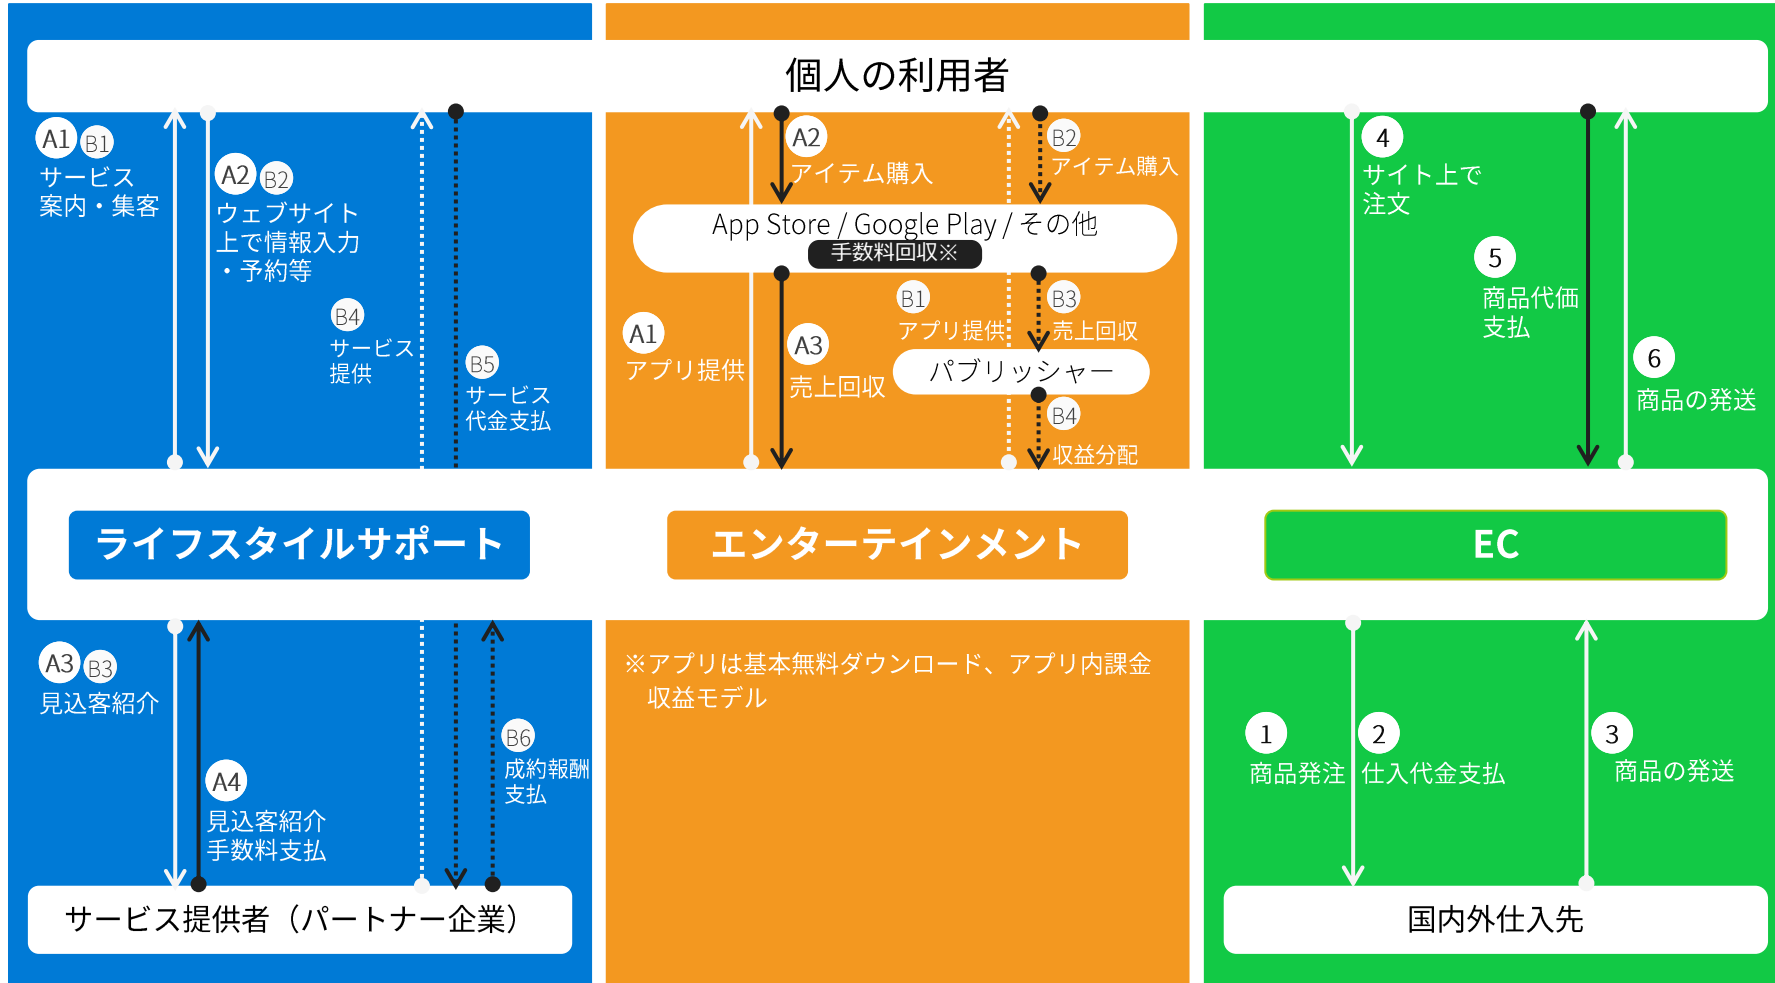 個人の利用者
A1 B1
サービス
案内・集客
A2 B2
ウェブサイト
上で情報入力
・予約等
B4
サービス
提供
B5
サービス
代金支払
A2
アイテム購入
B2
アイテム購入
App Store / Google Play / その他
手数料回収※
A1
アプリ提供
A3
売上回収
B1
アプリ提供
B3
売上回収
パブリッシャー
B4
収益分配
4
サイト上で
注文
5
商品代価
支払
6
商品の発送
ライフスタイルサポート
エンターテインメント
EC
A3 B3
見込客紹介
A4
見込客紹介
手数料支払
B6
成約報酬
支払
サービス提供者（パートナー企業）
※アプリは基本無料ダウンロード、アプリ内課金
収益モデル
1
商品発注
2
仕入代金支払
3
商品の発送
国内外仕入先